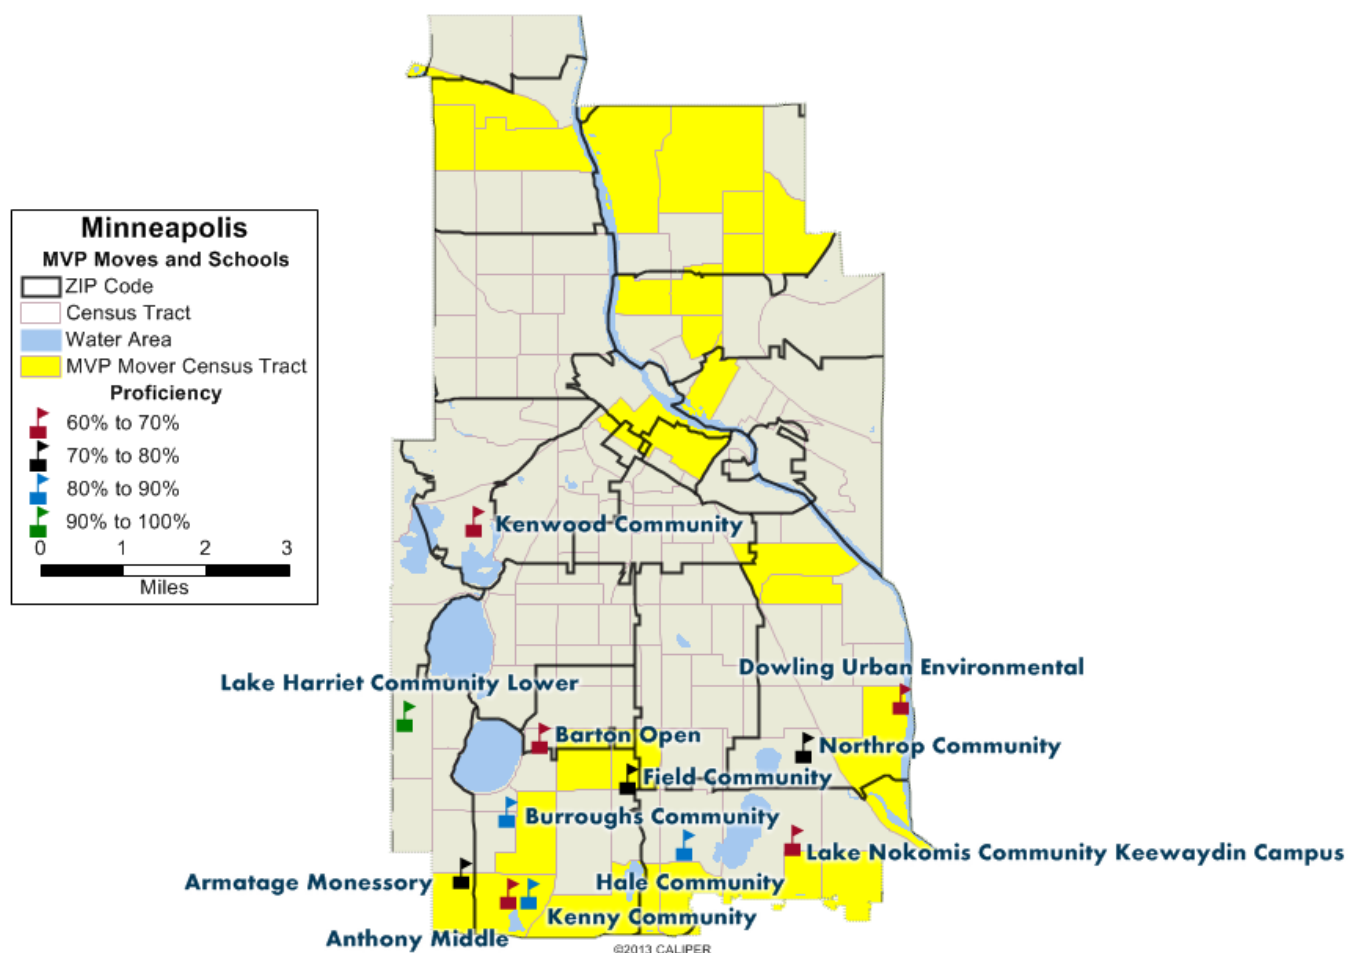 Minneapolis
MVP Moves and Schools
ZIP Code
Census Tract
Water Area
MVP Mover Census Tract
Proficiency
60% to 70%
70% to 80%
80% to 90%
90% to 100%
0 1 2 3
Miles
Kenwood Community
Dowling Urban Environmental
Lake Harriet Community Lower
Barton Open
Northrop Community
Field Community
Burroughs Community
Lake Nokomis Community Keewaydin Campus
Armatage Monessory
Hale Community
Kenny Community
Anthony Middle
©2013 CALIPER